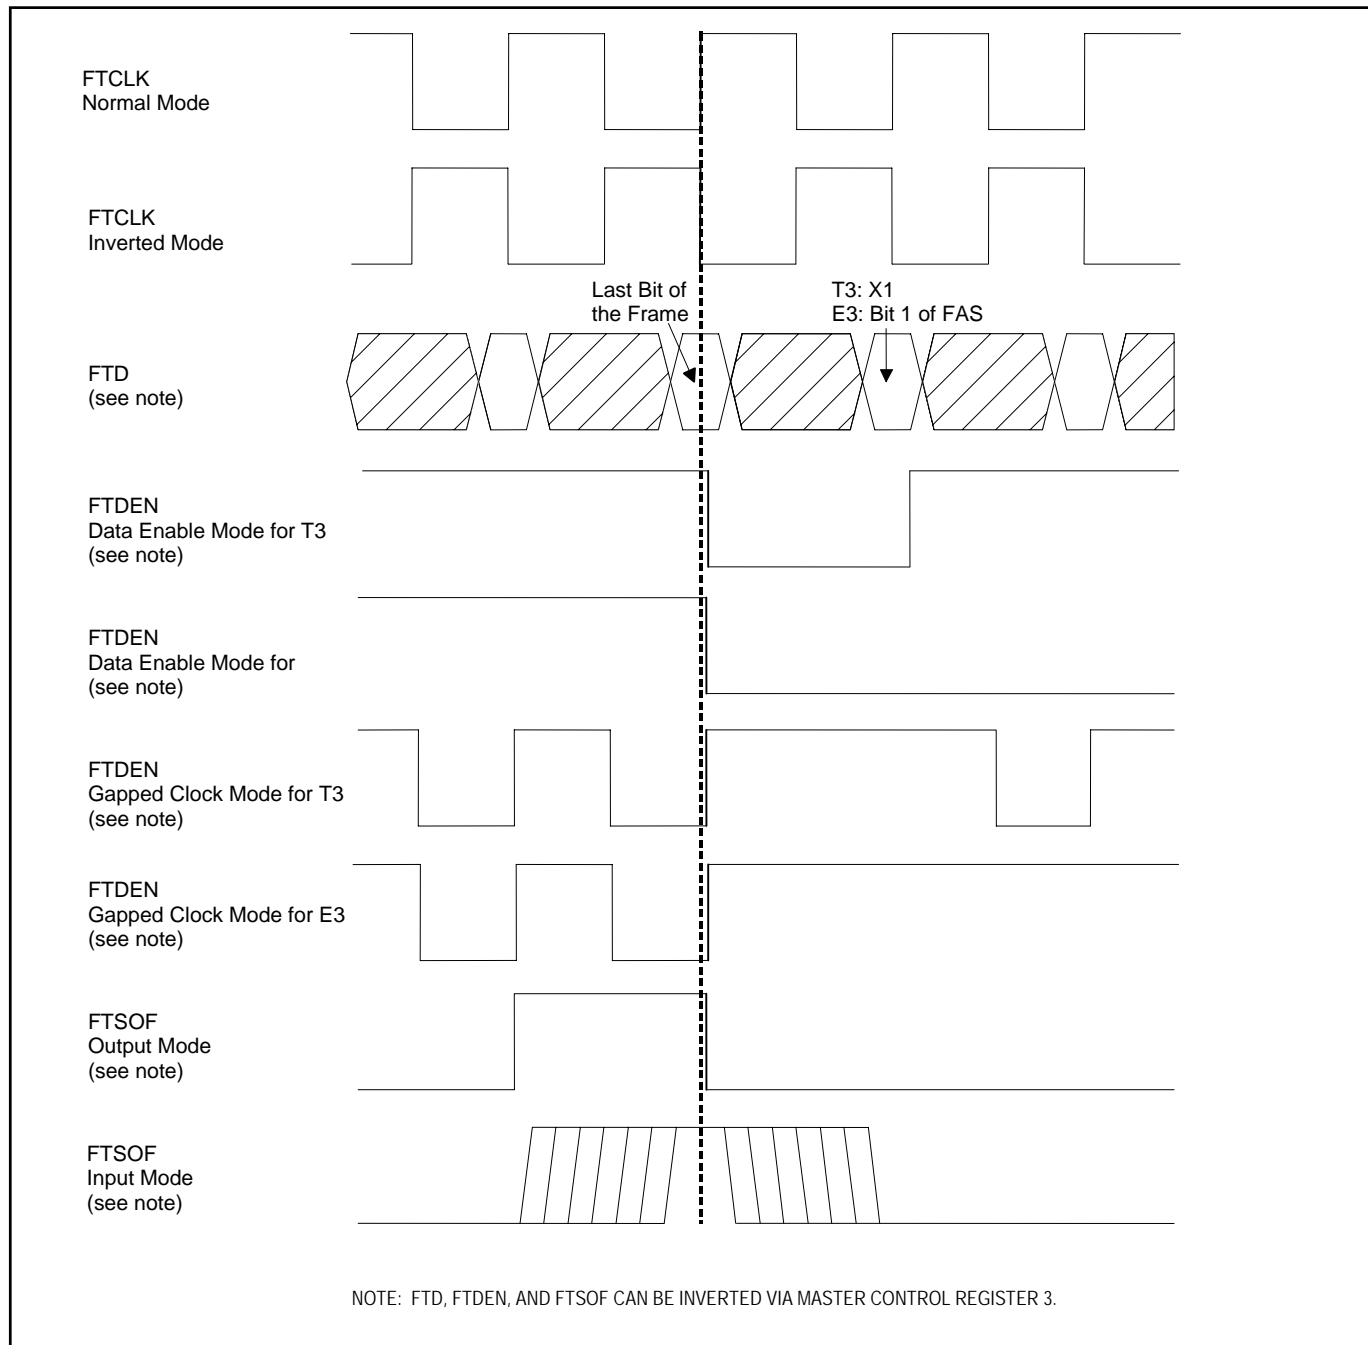 FTCLK
Normal Mode
FTCLK
Inverted Mode
Last Bit of
the Frame
T3: X1
E3: Bit 1 of FAS
FTD
(see note)
FTDEN
Data Enable Mode for T3
(see note)
FTDEN
Data Enable Mode for
(see note)
FTDEN
Gapped Clock Mode for T3
(see note)
FTDEN
Gapped Clock Mode for E3
(see note)
FTSOF
Output Mode
(see note)
FTSOF
Input Mode
(see note)
NOTE: FTD, FTDEN, AND FTSOF CAN BE INVERTED VIA MASTER CONTROL REGISTER 3.